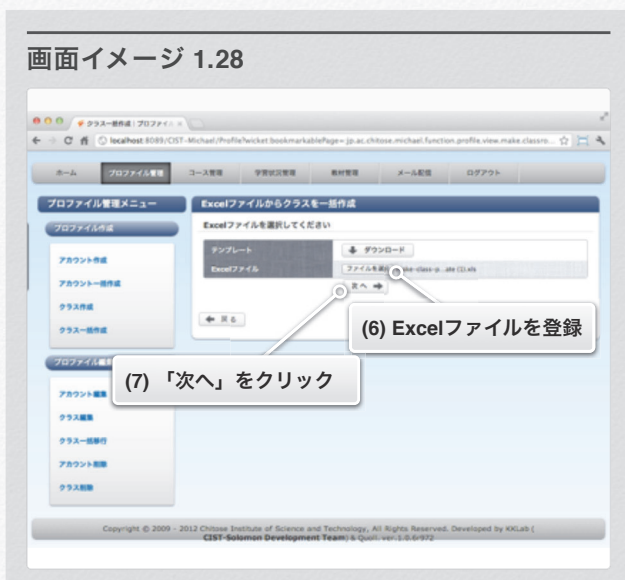 画面イメージ 1.28
クラス一括作成 | プロファイル
localhost:8089/CIST-Michael/Profile?wicket:bookmarkablePage=:jp.ac.chitose.michael.function.profile.view.make.classro...
ホーム プロファイル管理 コース管理 学習状況管理 教材管理 メール配信 ログアウト
プロファイル管理メニュー
プロファイル作成
アカウント作成
アカウント一括作成
クラス作成
クラス一括作成
プロファイル編集
アカウント編集
クラス編集
クラス一括移行
アカウント削除
クラス削除
Excelファイルからクラスを一括作成
Excelファイルを選択してください
テンプレート ダウンロード
Excelファイル ファイルを選択 make-class-p...ate (1).xls
次へ
戻る
(6) Excelファイルを登録
(7) 「次へ」をクリック
Copyright © 2009 - 2012 Chitose Institute of Science and Technology, All Rights Reserved. Developed by KKLab (
CIST-Solomon Development Team) & Quoll. ver.1.0.6r972